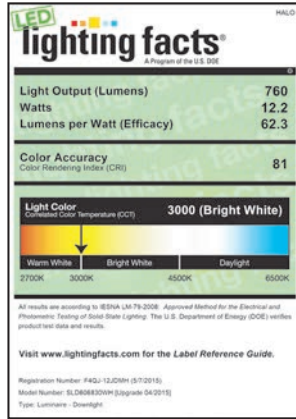 HALO
LED
lighting facts®
A Program of the U.S. DOE
Light Output (Lumens) 760
Watts 12.2
Lumens per Watt (Efficacy) 62.3
Color Accuracy 81
Color Rendering Index (CRI)
Light Color 3000 (Bright White)
Correlated Color Temperature (CCT)
Warm White Bright White Daylight
2700K 3000K 4500K 6500K
All results are according to IESNA LM-79-2008: Approved Method for the Electrical and
Photometric Testing of Solid-State Lighting. The U.S. Department of Energy (DOE) verifies
product test data and results.
Visit www.lightingfacts.com for the Label Reference Guide.
Registration Number: F4GJ-12JDMH (5/7/2015)
Model Number: SLD606830WH [Upgrade 04/2015]
Type: Luminaire - Downlight